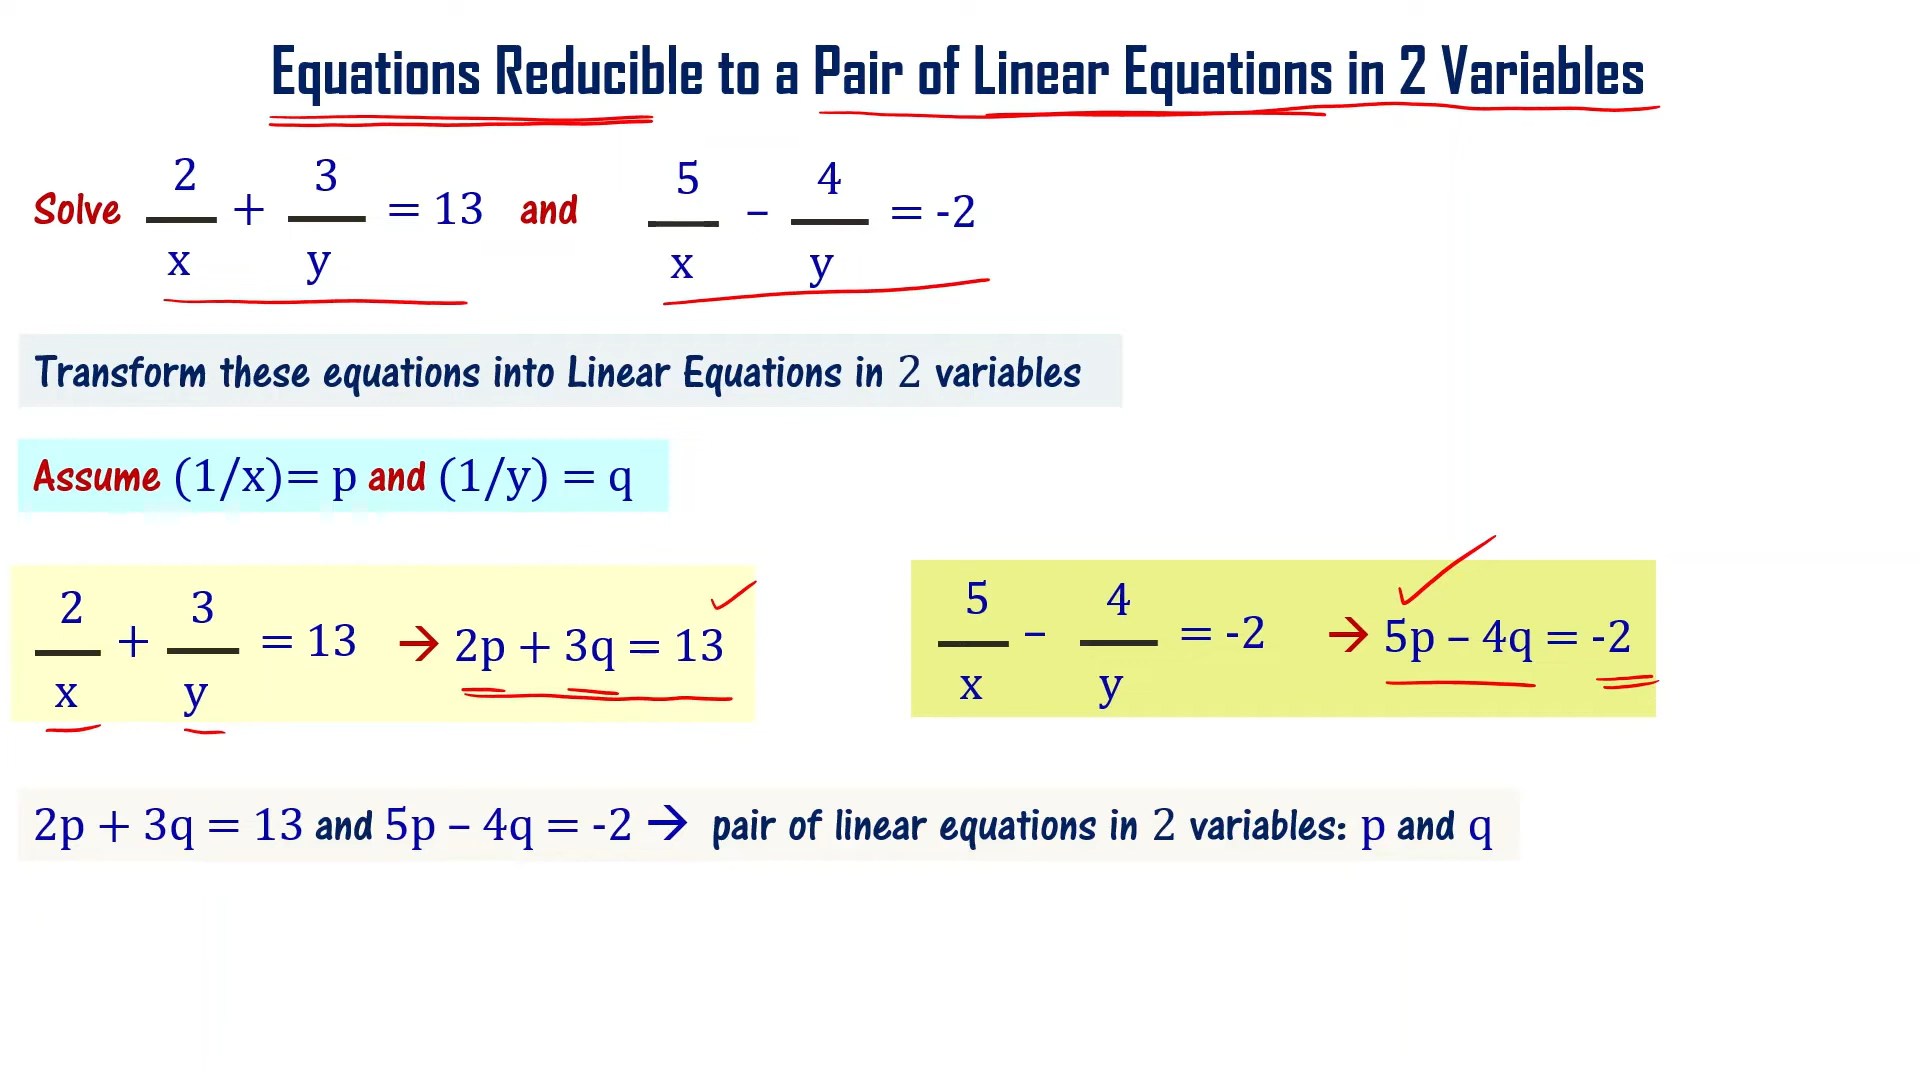 Equations Reducible to a Pair of Linear Equations in 2 Variables
Solve 2/x + 3/y = 13 and 5/x – 4/y = -2
Transform these equations into Linear Equations in 2 variables
Assume (1/x)= p and (1/y) = q
2/x + 3/y = 13 → 2p + 3q = 13
5/x – 4/y = -2 → 5p – 4q = -2
2p + 3q = 13 and 5p – 4q = -2 → pair of linear equations in 2 variables: p and q